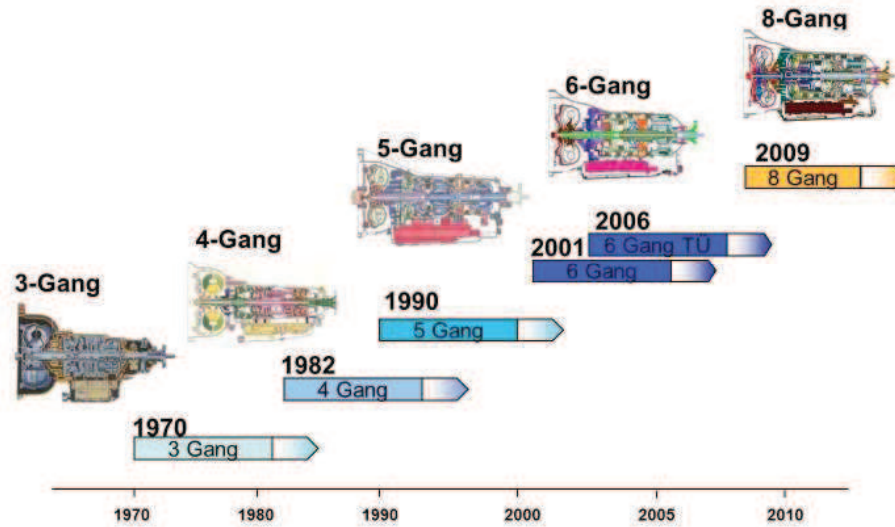 8-Gang
6-Gang
5-Gang
2009
8 Gang
4-Gang
2006
6 Gang TÜ
2001
6 Gang
3-Gang
1990
5 Gang
1982
4 Gang
1970
3 Gang
1970 1980 1990 2000 2005 2010